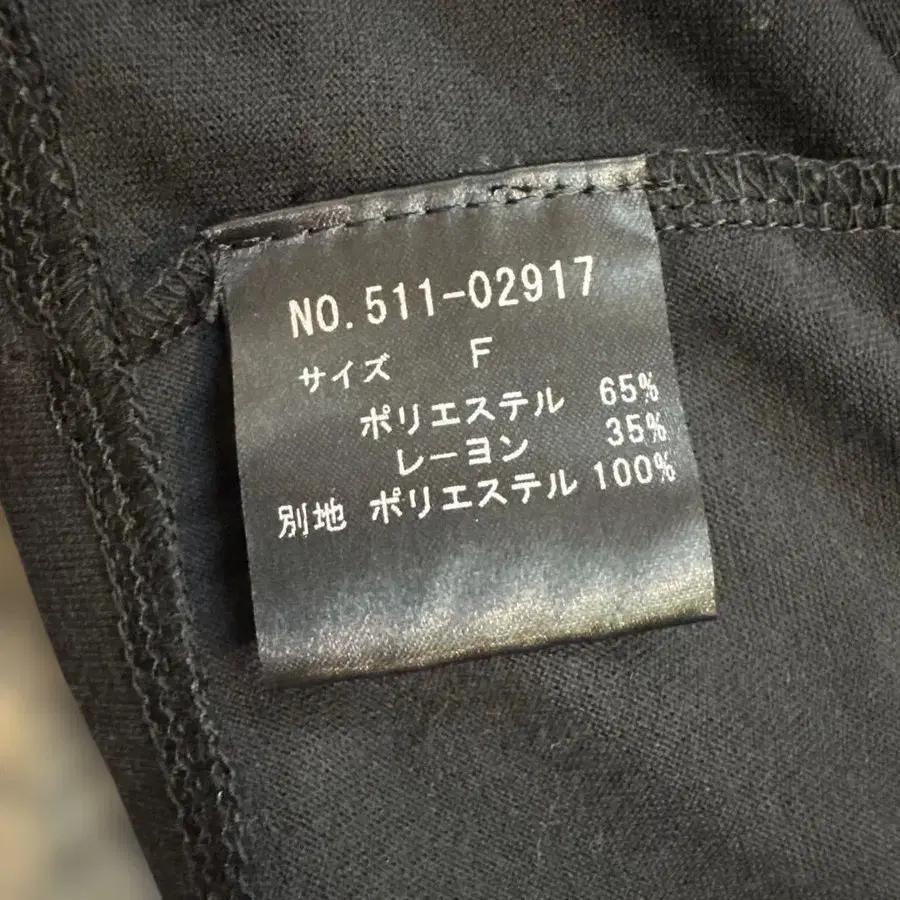 NO.511-02917
サイズ F
ポリエステル 65%
レーヨン 35%
別地 ポリエステル 100%